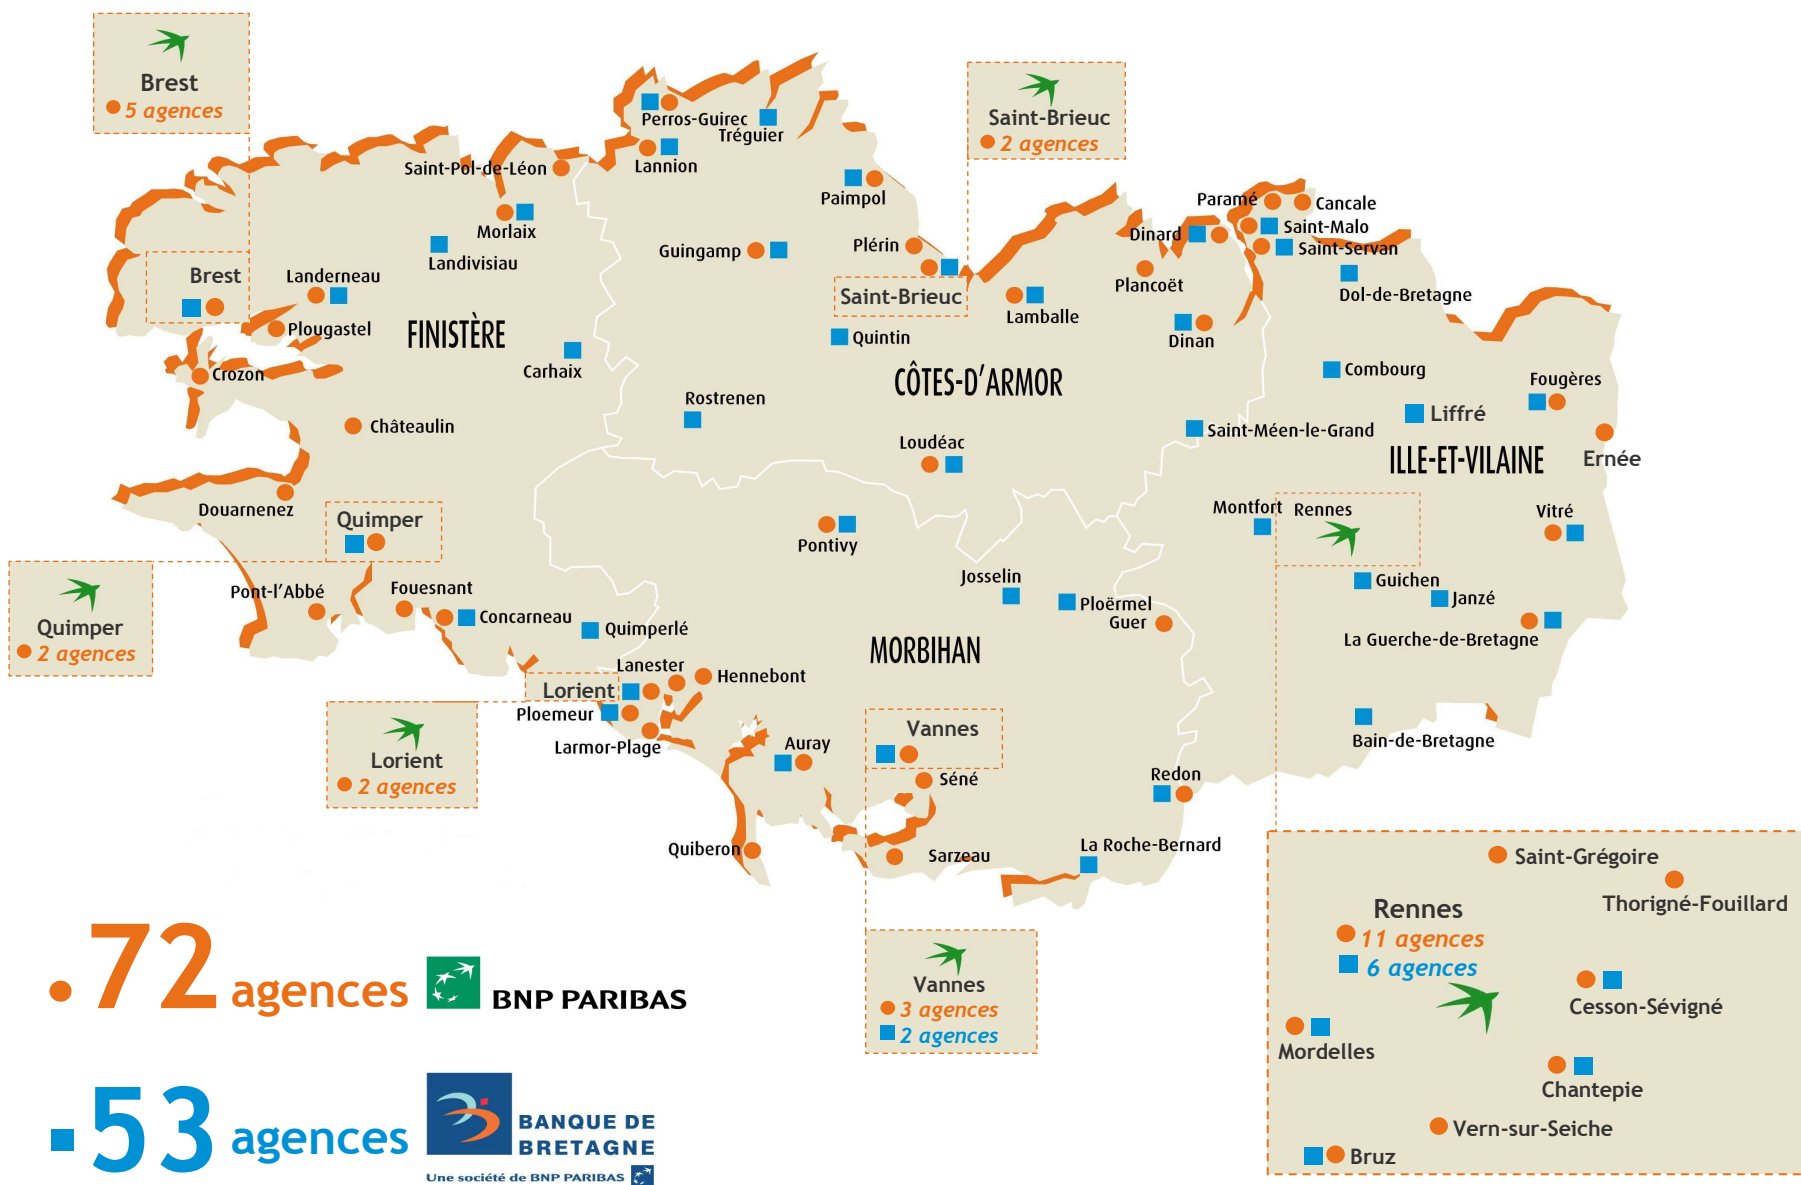 Brest
5 agences
Saint-Brieuc
2 agences
Perros-Guirec
Tréguier
Lannion
Saint-Pol-de-Léon
Paimpol
Morlaix
Landivisiau
Guingamp
Plérin
Saint-Brieuc
Paramé
Cancale
Saint-Malo
Saint-Servan
Dinard
Plancoët
Dol-de-Bretagne
Brest
Landerneau
Plougastel
FINISTÈRE
Lamballe
Quintin
Dinan
Carhaix
Crozon
CÔTES-D'ARMOR
Combourg
Fougères
Rostrenen
Liffré
Châteaulin
Saint-Méen-le-Grand
Loudéac
ILLE-ET-VILAINE
Ernée
Douarnenez
Quimper
Montfort
Rennes
Vitré
Pontivy
Josselin
Guichen
Janzé
Pont-l'Abbé
Fouesnant
Concarneau
Quimperlé
Ploërmel
Guer
La Guerche-de-Bretagne
Quimper
2 agences
MORBIHAN
Lanester
Hennebont
Lorient
Ploemeur
Larmor-Plage
Auray
Vannes
Séné
Bain-de-Bretagne
Lorient
2 agences
Redon
Quiberon
Sarzeau
La Roche-Bernard
Saint-Grégoire
Thorigné-Fouillard
Rennes
11 agences
6 agences
Cesson-Sévigné
Mordelles
Chantepie
Vern-sur-Seiche
Bruz
Vannes
3 agences
2 agences
72 agences
BNP PARIBAS
53 agences
BANQUE DE
BRETAGNE
Une société de BNP PARIBAS